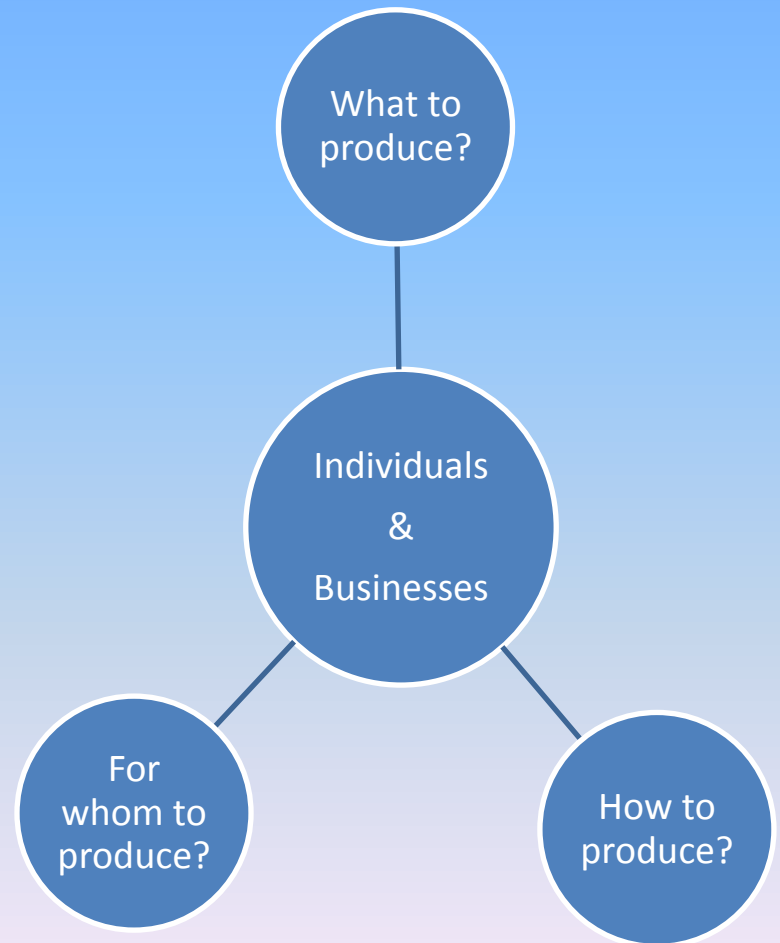 What to
produce?
Individuals
&
Businesses
For
whom to
produce?
How to
produce?